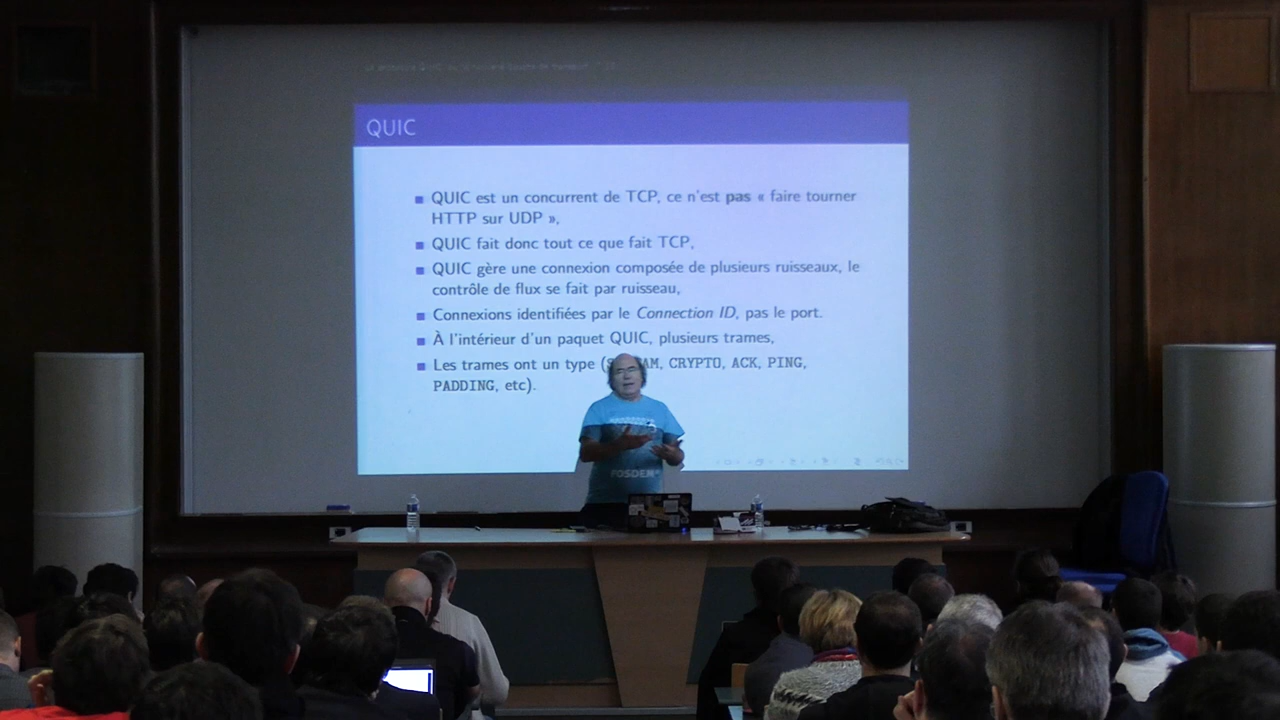 QUIC
QUIC est un concurrent de TCP, ce n'est pas « faire tourner
HTTP sur UDP »,
QUIC fait donc tout ce que fait TCP,
QUIC gère une connexion composée de plusieurs ruisseaux, le
contrôle de flux se fait par ruisseau,
Connexions identifiées par le Connection ID, pas le port.
À l'intérieur d'un paquet QUIC, plusieurs trames,
Les trames ont un type ( CRYPTO, ACK, PING,
PADDING, etc).
FOSDEM